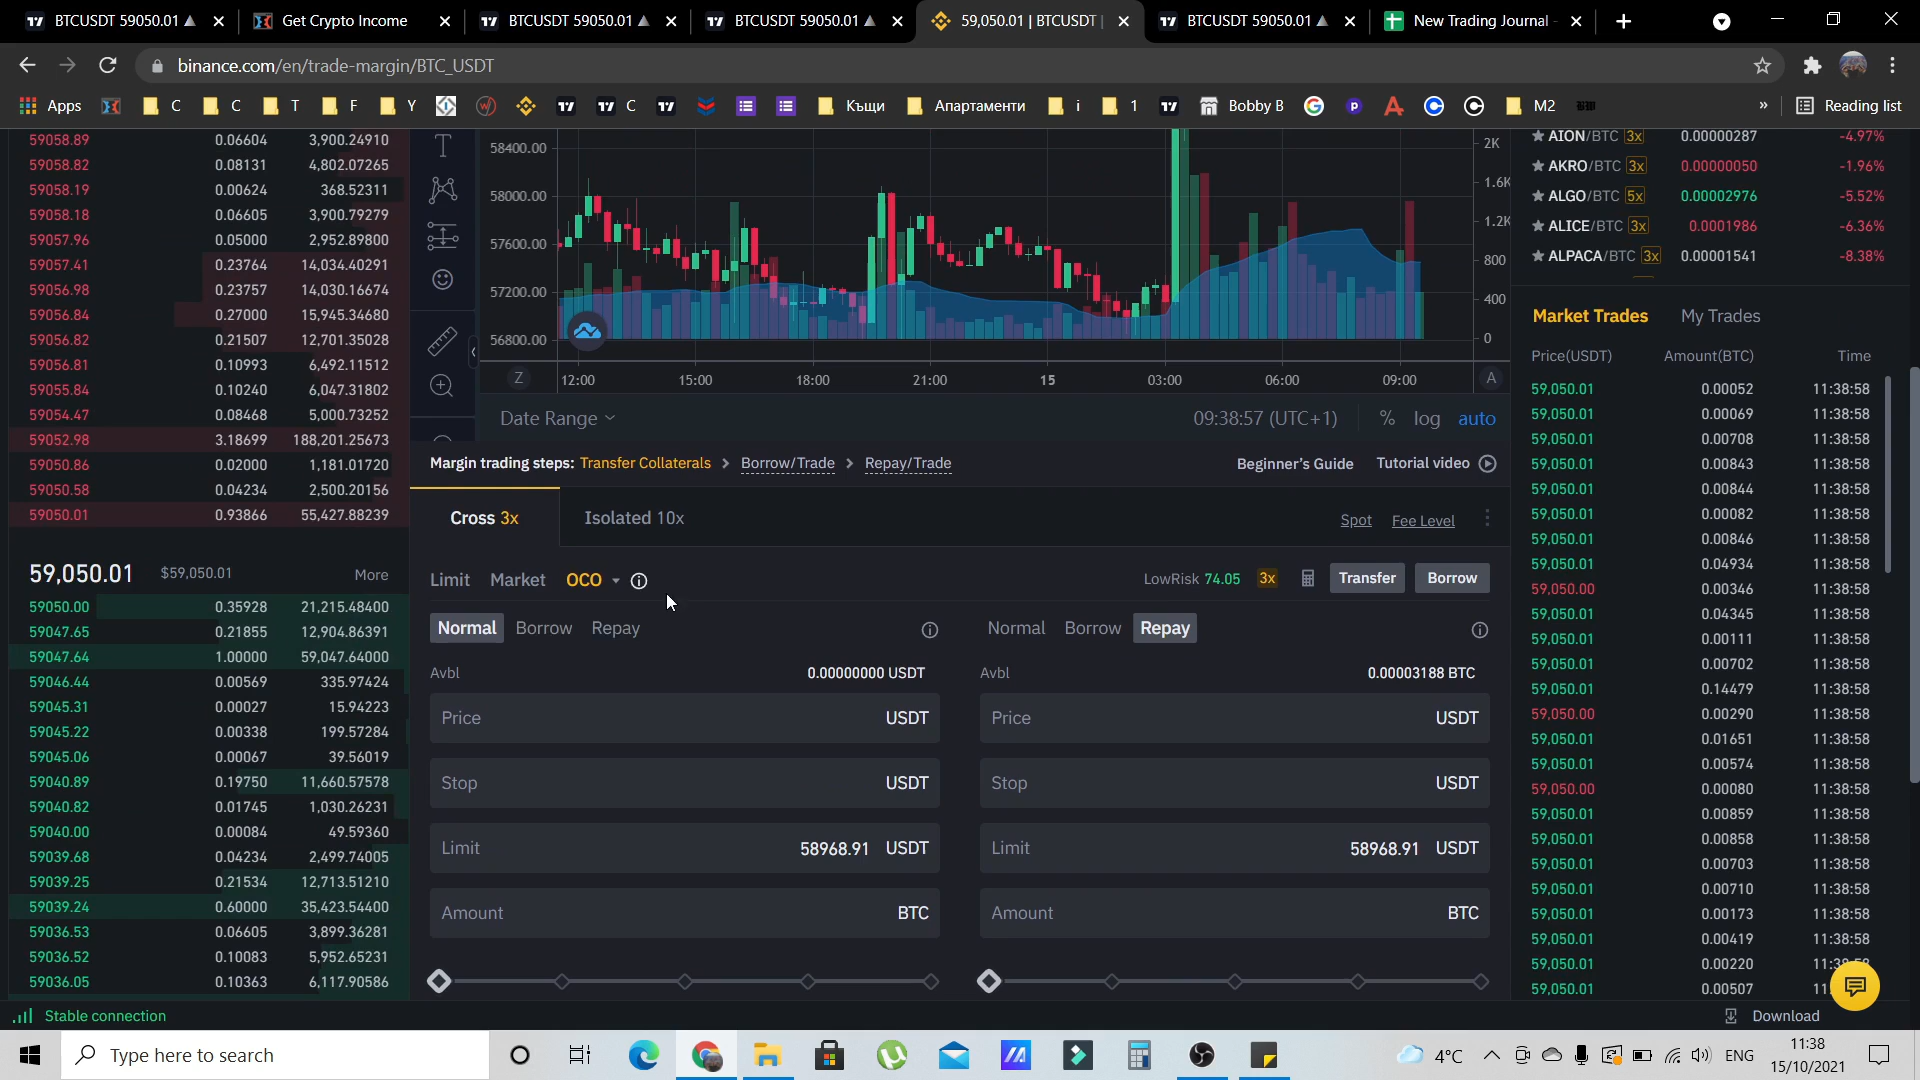 BTCUSDT 59050.01 ▲ Get Crypto Income BTCUSDT 59050.01 ▲ BTCUSDT 59050.01 ▲ 59,050.01 | BTCUSDT | BTCUSDT 59050.01 ▲ New Trading Journal -
binance.com/en/trade-margin/BTC_USDT
Apps C C T F Y C Къщи Апартаменти i 1 Bobby B M2 » Reading list
59058.89 0.06604 3,900.24910
59058.82 0.08131 4,802.07265
59058.19 0.00624 368.52311
59058.18 0.06605 3,900.79279
59057.96 0.05000 2,952.89800
59057.41 0.23764 14,034.40291
59056.98 0.23757 14,030.16674
59056.84 0.27000 15,945.34680
59056.82 0.21507 12,701.35028
59056.81 0.10993 6,492.11512
59055.84 0.10240 6,047.31802
59054.47 0.08468 5,000.73252
59052.98 3.18699 188,201.25673
59050.86 0.02000 1,181.01720
59050.58 0.04234 2,500.20156
59050.01 0.93866 55,427.88239
59,050.01 $59,050.01 More
59050.00 0.35928 21,215.48400
59047.65 0.21855 12,904.86391
59047.64 1.00000 59,047.64000
59046.44 0.00569 335.97424
59045.31 0.00027 15.94223
59045.22 0.00338 199.57284
59045.06 0.00067 39.56019
59040.89 0.19750 11,660.57578
59040.82 0.01745 1,030.26231
59040.00 0.00084 49.59360
59039.68 0.04234 2,499.74005
59039.25 0.21534 12,713.51210
59039.24 0.60000 35,423.54400
59036.53 0.06605 3,899.36281
59036.52 0.10083 5,952.65231
59036.05 0.10363 6,117.90586
58400.00
58000.00
57600.00
57200.00
56800.00
2K
1.6K
1.2K
800
400
0
Z 12:00 15:00 18:00 21:00 15 03:00 06:00 09:00 A
Date Range 09:38:57 (UTC+1) % log auto
Margin trading steps: Transfer Collaterals > Borrow/Trade > Repay/Trade Beginner's Guide Tutorial video
Cross 3x Isolated 10x Spot Fee Level
Limit Market OCO LowRisk 74.05 3x Transfer Borrow
Normal Borrow Repay
Avbl 0.00000000 USDT
Price USDT
Stop USDT
Limit 58968.91 USDT
Amount BTC
Normal Borrow Repay
Avbl 0.00003188 BTC
Price USDT
Stop USDT
Limit 58968.91 USDT
Amount BTC
AION/BTC 3x 0.00000287 -4.97%
AKRO/BTC 3x 0.00000050 -1.96%
ALGO/BTC 5x 0.00002976 -5.52%
ALICE/BTC 3x 0.0001986 -6.36%
ALPACA/BTC 3x 0.00001541 -8.38%
Market Trades My Trades
Price(USDT) Amount(BTC) Time
59,050.01 0.00052 11:38:58
59,050.01 0.00069 11:38:58
59,050.01 0.00708 11:38:58
59,050.01 0.00843 11:38:58
59,050.01 0.00844 11:38:58
59,050.01 0.00082 11:38:58
59,050.01 0.00846 11:38:58
59,050.01 0.04934 11:38:58
59,050.00 0.00346 11:38:58
59,050.01 0.04345 11:38:58
59,050.01 0.00111 11:38:58
59,050.01 0.00702 11:38:58
59,050.01 0.14479 11:38:58
59,050.00 0.00290 11:38:58
59,050.01 0.01651 11:38:58
59,050.01 0.00574 11:38:58
59,050.00 0.00080 11:38:58
59,050.01 0.00859 11:38:58
59,050.01 0.00858 11:38:58
59,050.01 0.00703 11:38:58
59,050.01 0.00710 11:38:58
59,050.01 0.00173 11:38:58
59,050.01 0.00419 11:38:58
59,050.01 0.00220
59,050.01 0.00507
Stable connection Download
Type here to search 4°C ENG 11:38
15/10/2021